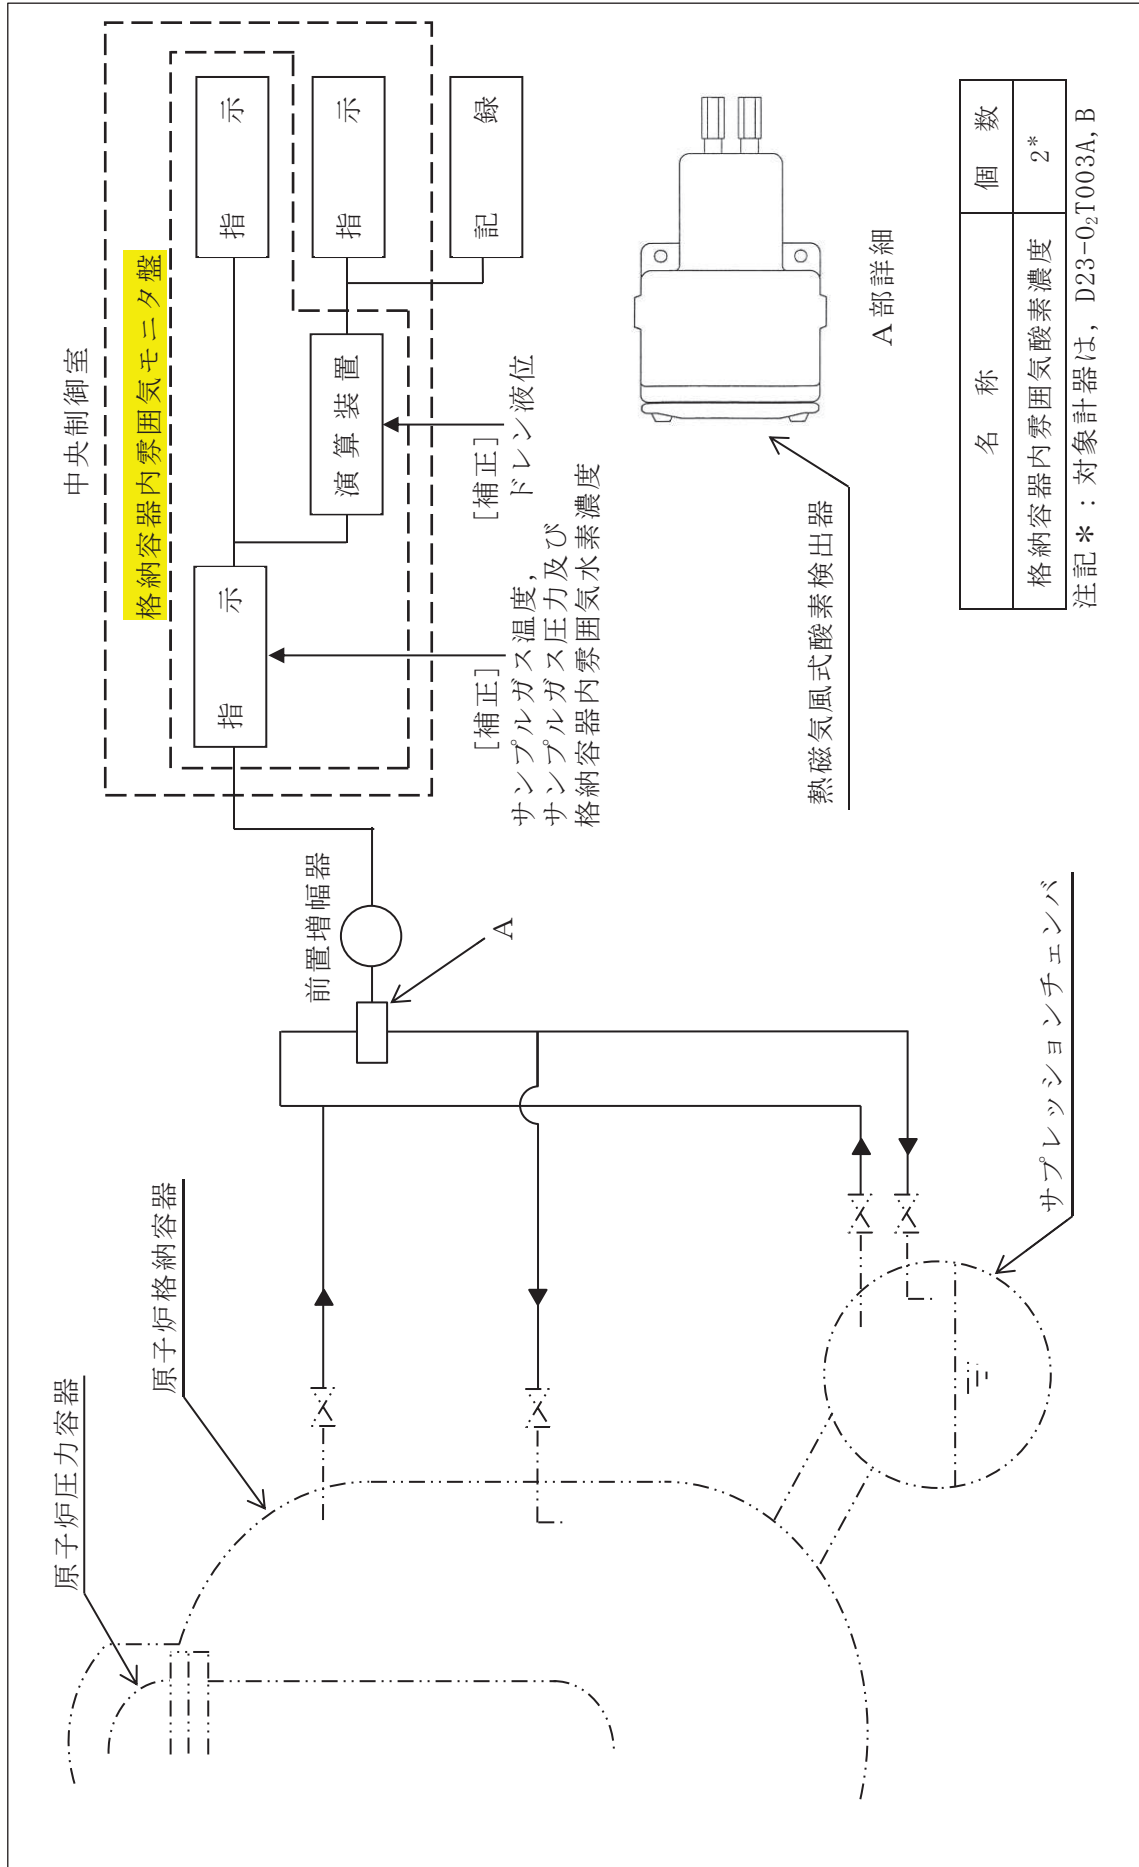 原子炉圧力容器
原子炉格納容器
前置増幅器
A
サプレッションチェンバ
中央制御室
格納容器内雰囲気モニタ盤
指示
指示
演算装置
指示
記録
[補正]
サンプルガス温度,
サンプルガス圧力及び
格納容器内雰囲気水素濃度
[補正]
ドレン液位
熱磁気風式酸素検出器
A部詳細
名称 個数
格納容器内雰囲気酸素濃度 2*
注記*:対象計器は, D23-O₂T003A, B